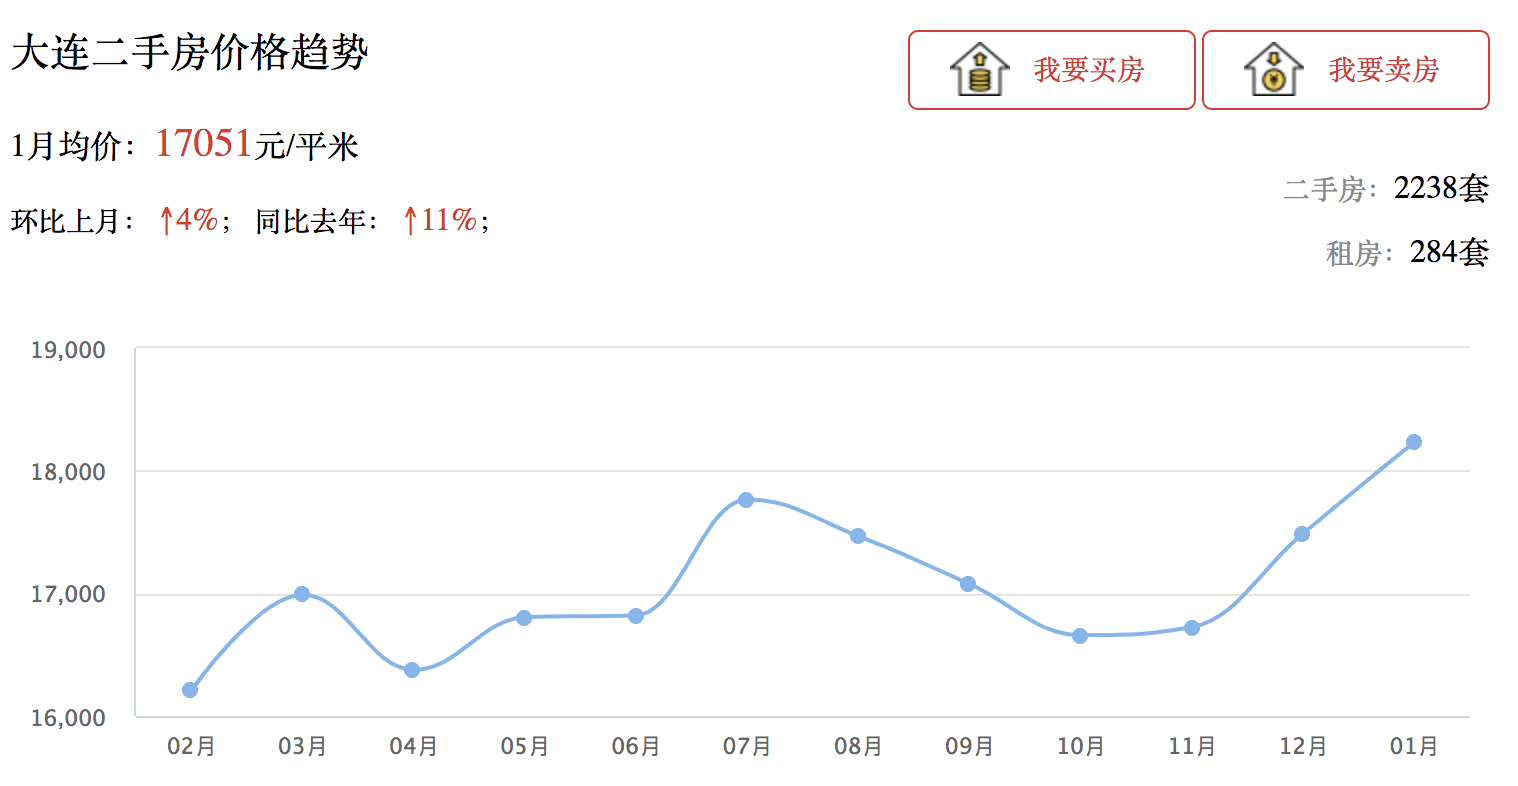 大连二手房价格趋势
我要买房
我要卖房
1月均价：17051元/平米
环比上月：↑4%； 同比去年：↑11%；
二手房：2238套
租房：284套
19,000
18,000
17,000
16,000
02月 03月 04月 05月 06月 07月 08月 09月 10月 11月 12月 01月